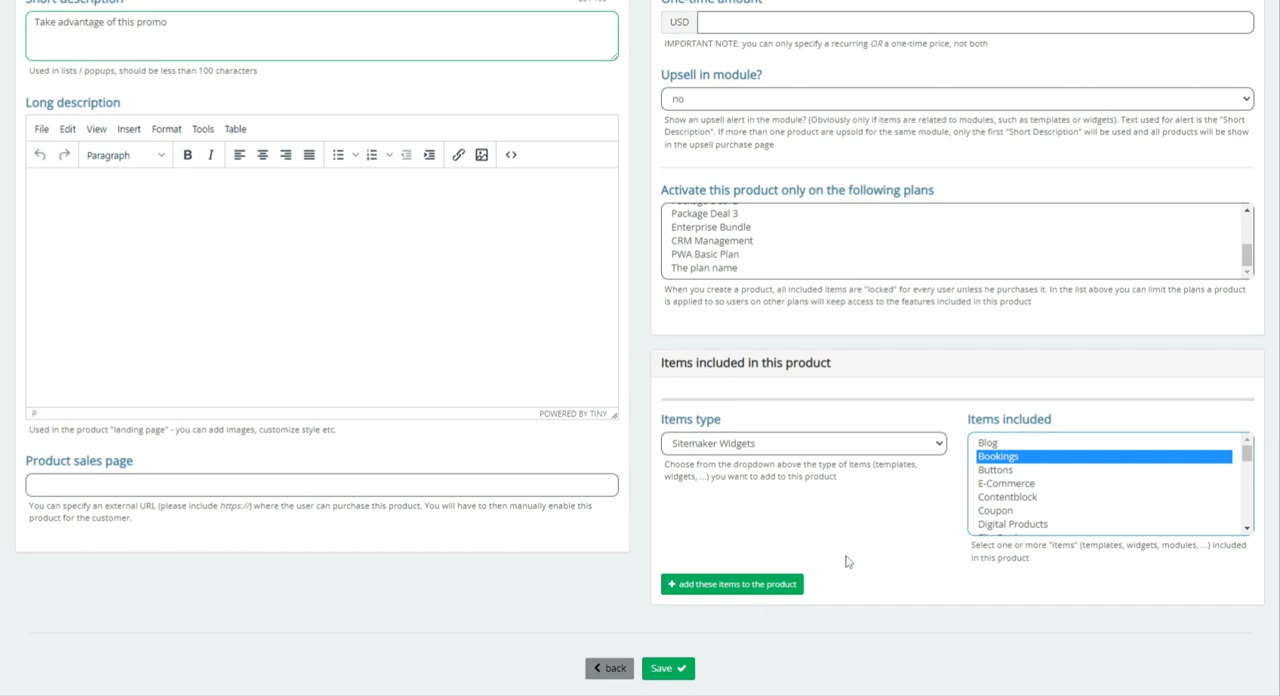 Short description
Take advantage of this promo
Used in lists / popups, should be less than 100 characters
Long description
File Edit View Insert Format Tools Table
Paragraph B I
P POWERED BY TINY
Used in the product "landing page" - you can add images, customize style etc.
Product sales page
You can specify an external URL (please include https://) where the user can purchase this product. You will have to then manually enable this
product for the customer.
One-time amount
USD
IMPORTANT NOTE: you can only specify a recurring OR a one-time price, not both
Upsell in module?
no
Show an upsell alert in the module? (Obviously only if items are related to modules, such as templates or widgets). Text used for alert is the "Short
Description". If more than one product are upsold for the same module, only the first "Short Description" will be used and all products will be show
in the upsell purchase page
Activate this product only on the following plans
Package Deal 3
Enterprise Bundle
CRM Management
PWA Basic Plan
The plan name
When you create a product, all included items are "locked" for every user unless he purchases it. In the list above you can limit the plans a product
is applied to so users on other plans will keep access to the features included in this product
Items included in this product
Items type
Sitemaker Widgets
Choose from the dropdown above the type of items (templates,
widgets, ...) you want to add to this product
Items included
Blog
Bookings
Buttons
E-Commerce
Contentblock
Coupon
Digital Products
Select one or more "items" (templates, widgets, modules, ...) included
in this product
+ add these items to the product
back
Save